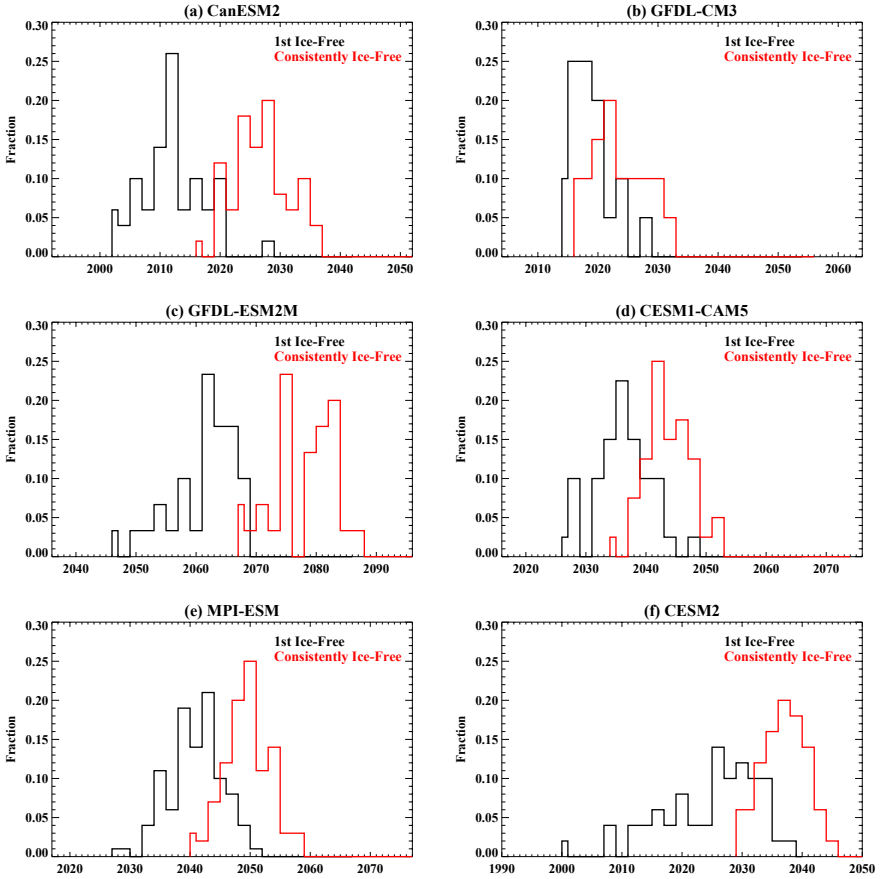 (a) CanESM2
(b) GFDL-CM3
0.30
0.25
0.20
0.15
0.10
0.05
0.00
Fraction
1st Ice-Free
Consistently Ice-Free
2000 2010 2020 2030 2040 2050
0.30
0.25
0.20
0.15
0.10
0.05
0.00
Fraction
1st Ice-Free
Consistently Ice-Free
2010 2020 2030 2040 2050 2060
(c) GFDL-ESM2M
(d) CESM1-CAM5
0.30
0.25
0.20
0.15
0.10
0.05
0.00
Fraction
1st Ice-Free
Consistently Ice-Free
2040 2050 2060 2070 2080 2090
0.30
0.25
0.20
0.15
0.10
0.05
0.00
Fraction
1st Ice-Free
Consistently Ice-Free
2020 2030 2040 2050 2060 2070
(e) MPI-ESM
(f) CESM2
0.30
0.25
0.20
0.15
0.10
0.05
0.00
Fraction
1st Ice-Free
Consistently Ice-Free
2020 2030 2040 2050 2060 2070
0.30
0.25
0.20
0.15
0.10
0.05
0.00
Fraction
1st Ice-Free
Consistently Ice-Free
1990 2000 2010 2020 2030 2040 2050